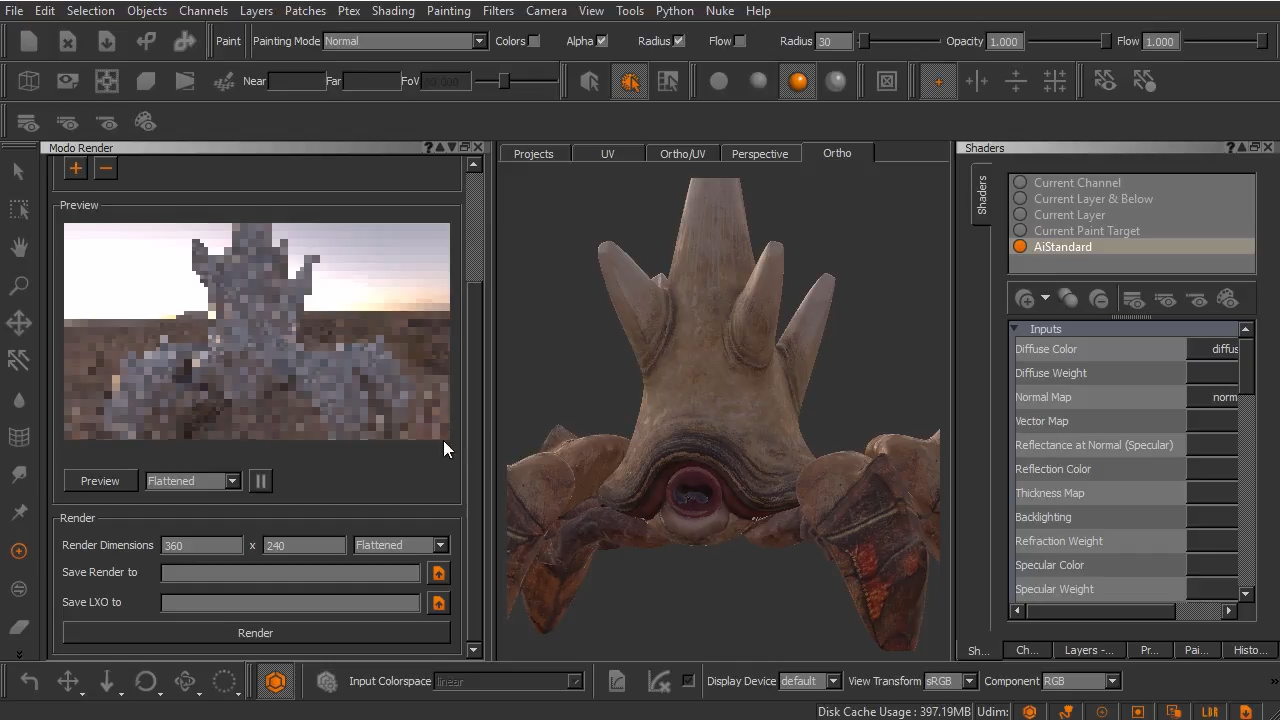 File Edit Selection Objects Channels Layers Patches Ptex Shading Painting Filters Camera View Tools Python Nuke Help
Paint Painting Mode Normal Colors Alpha Radius Flow Radius 30 Opacity 1.000 Flow 1.000
Near Far FoV
Modo Render
Preview
Preview Flattened
Render
Render Dimensions 360 x 240 Flattened
Save Render to
Save LXO to
Render
Projects UV Ortho/UV Perspective Ortho
Shaders
Shaders
Current Channel
Current Layer & Below
Current Layer
Current Paint Target
AiStandard
Inputs
Diffuse Color diffus
Diffuse Weight
Normal Map norm
Vector Map
Reflectance at Normal (Specular)
Reflection Color
Thickness Map
Backlighting
Refraction Weight
Specular Color
Specular Weight
Sh... Ch... Layers -... Pr... Pai... Histo...
Input Colorspace linear Display Device default View Transform sRGB Component RGB
Disk Cache Usage : 397.19MB Udim: LDR